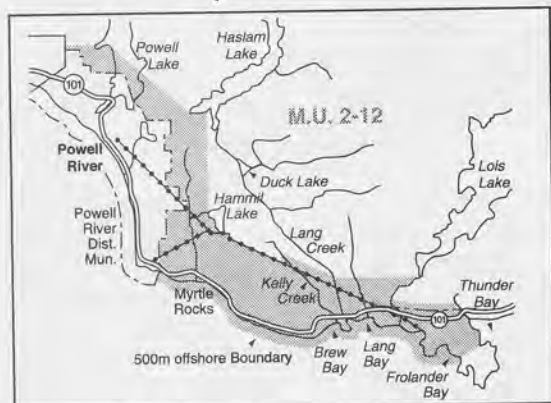 Powell
Lake
Haslam
Lake
M.U. 2-12
101
Powell
River
Lois
Lake
Duck Lake
Hammil
Lake
Lang
Creek
Powell
River
Dist.
Mun.
Kelly
Creek
Myrtle
Rocks
Thunder
Bay
101
500m offshore Boundary
Brew
Bay
Lang
Bay
Frolander
Bay